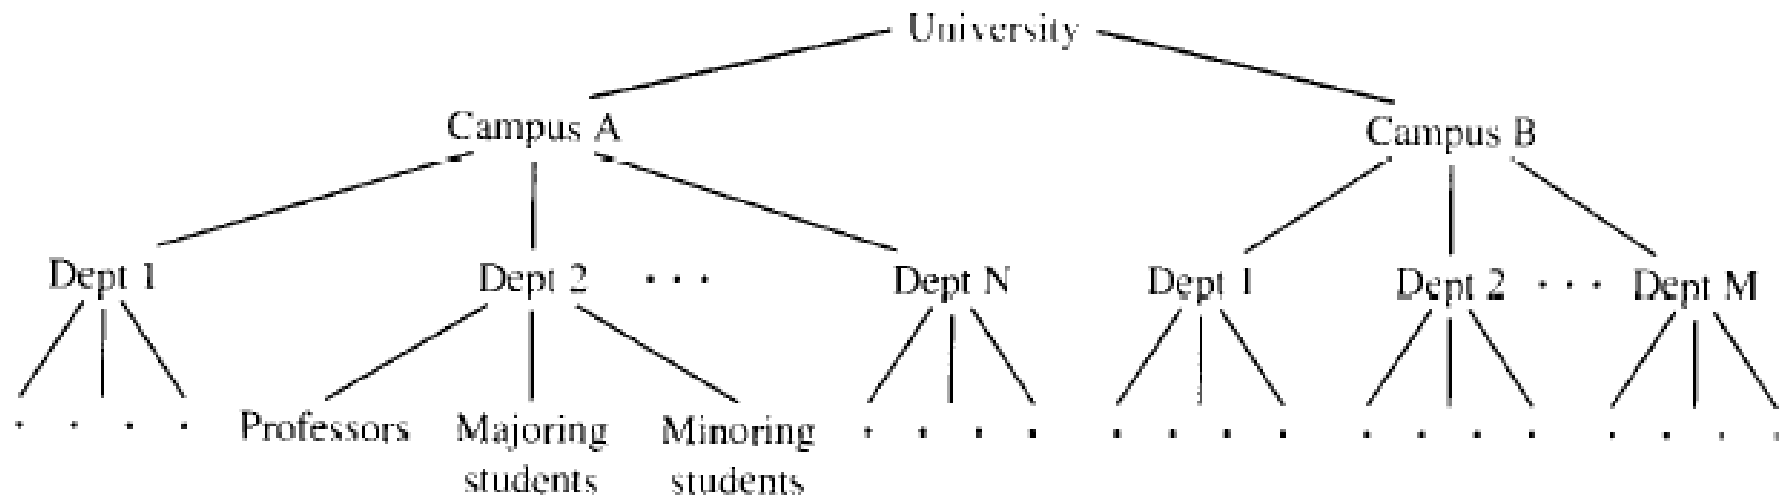 University
Campus A
Campus B
Dept 1
Dept 2
. . .
Dept N
Dept 1
Dept 2
. . .
Dept M
. . . .
Professors
Majoring
students
Minoring
students
. . . .
. . . .
. . . .
. . . .